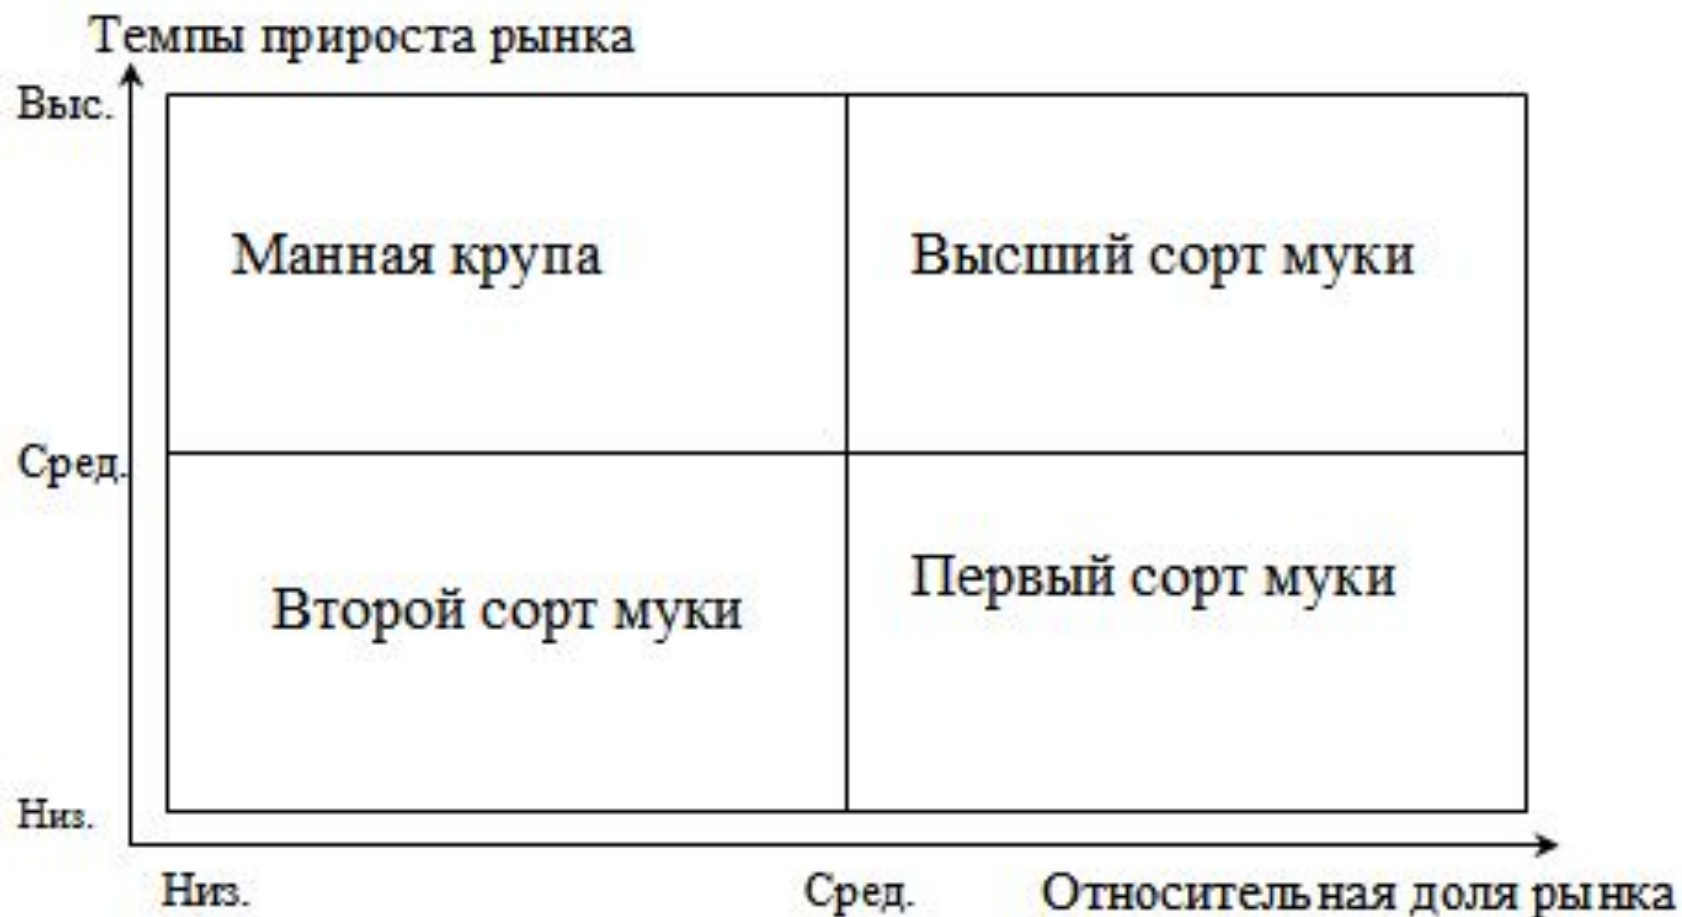 Темпы прироста рынка
Выс.
Манная крупа
Высший сорт муки
Сред.
Второй сорт муки
Первый сорт муки
Низ.
Низ.
Сред.
Относительная доля рынка